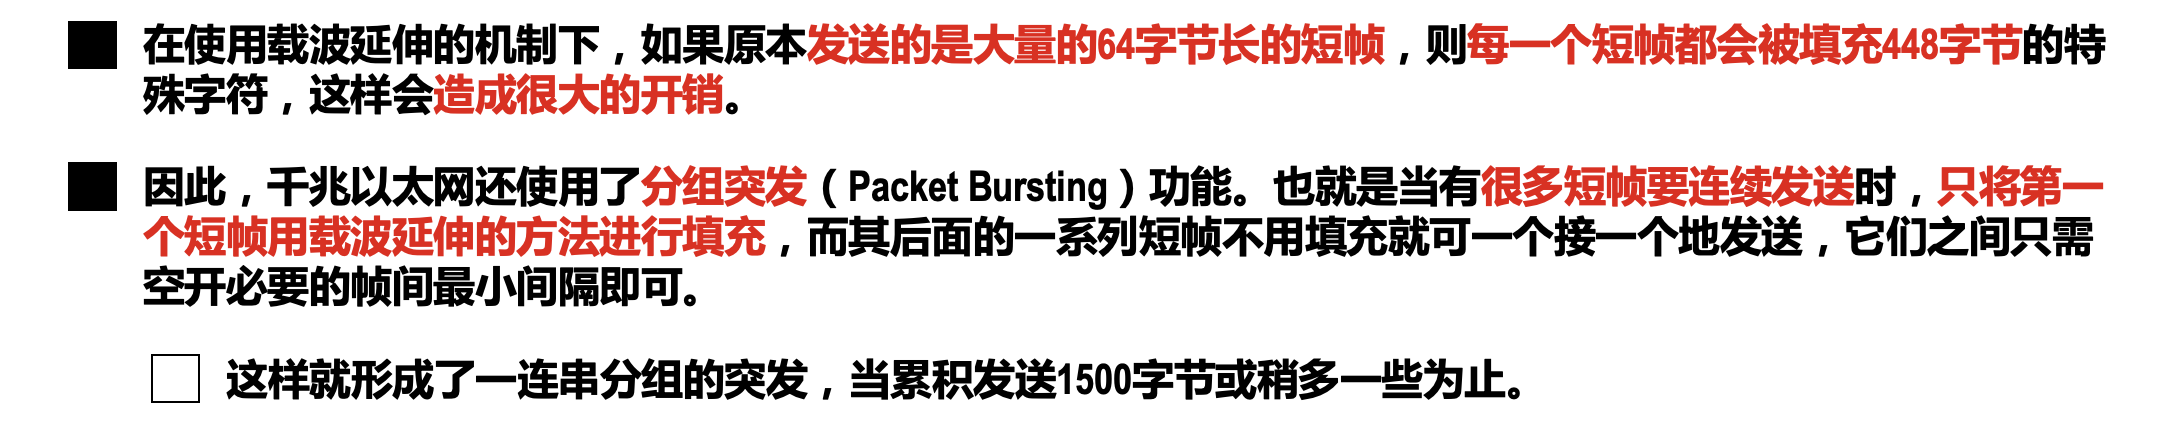 在使用载波延伸的机制下，如果原本发送的是大量的64字节长的短帧，则每一个短帧都会被填充448字节的特
殊字符，这样会造成很大的开销。
因此，千兆以太网还使用了分组突发（Packet Bursting）功能。也就是当有很多短帧要连续发送时，只将第一
个短帧用载波延伸的方法进行填充，而其后面的一系列短帧不用填充就可一个接一个地发送，它们之间只需
空开必要的帧间最小间隔即可。
这样就形成了一连串分组的突发，当累积发送1500字节或稍多一些为止。